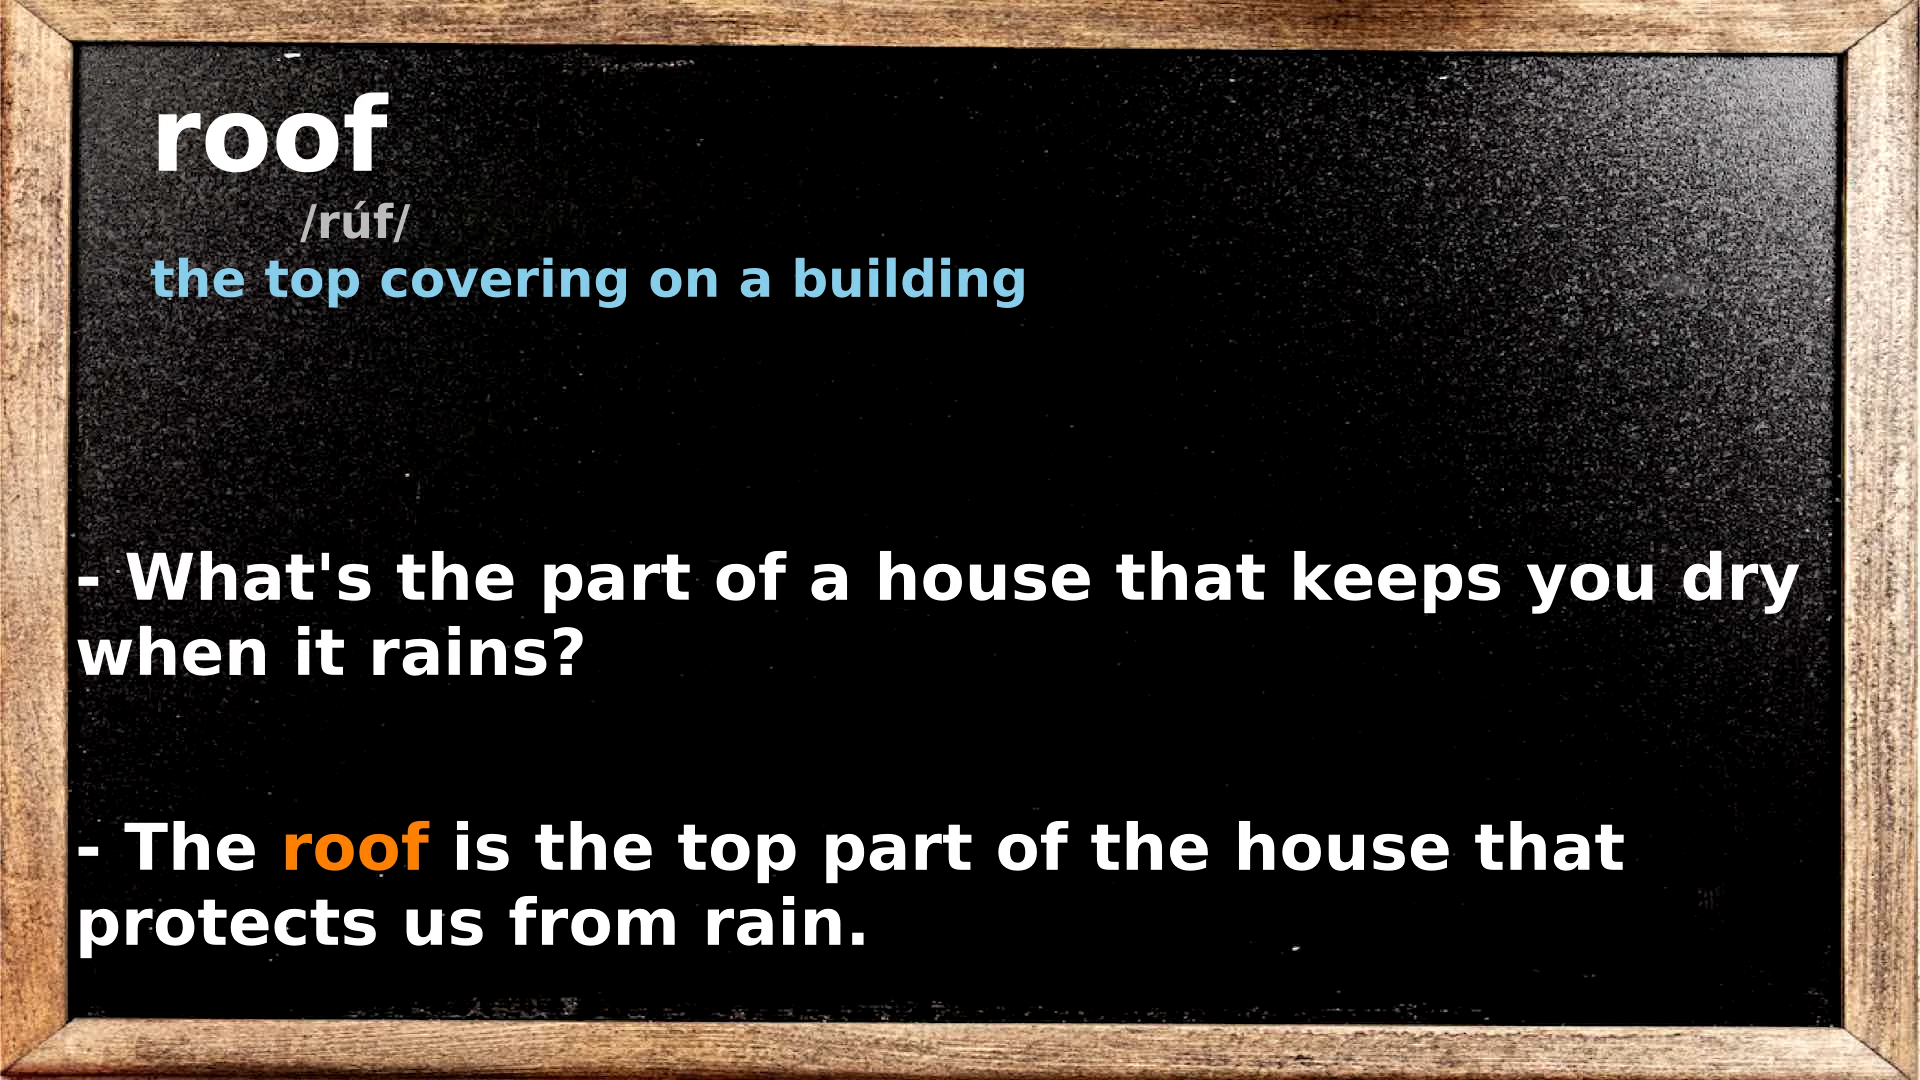 roof
/rúf/
the top covering on a building
- What's the part of a house that keeps you dry
when it rains?
- The roof is the top part of the house that
protects us from rain.